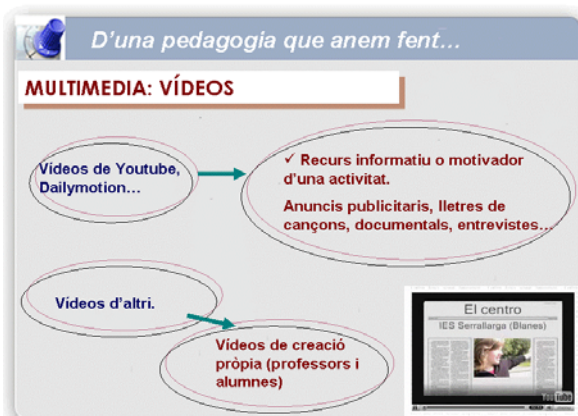 D'una pedagogia que anem fent...
MULTIMEDIA: VÍDEOS
Vídeos de Youtube,
Dailymotion...
✓ Recurs informatiu o motivador
d'una activitat.
Anuncis publicitaris, lletres de
cançons, documentals, entrevistes...
Vídeos d'altri.
Vídeos de creació
pròpia (professors i
alumnes)
El centro
IES Serrallarga (Blanes)
YouTube